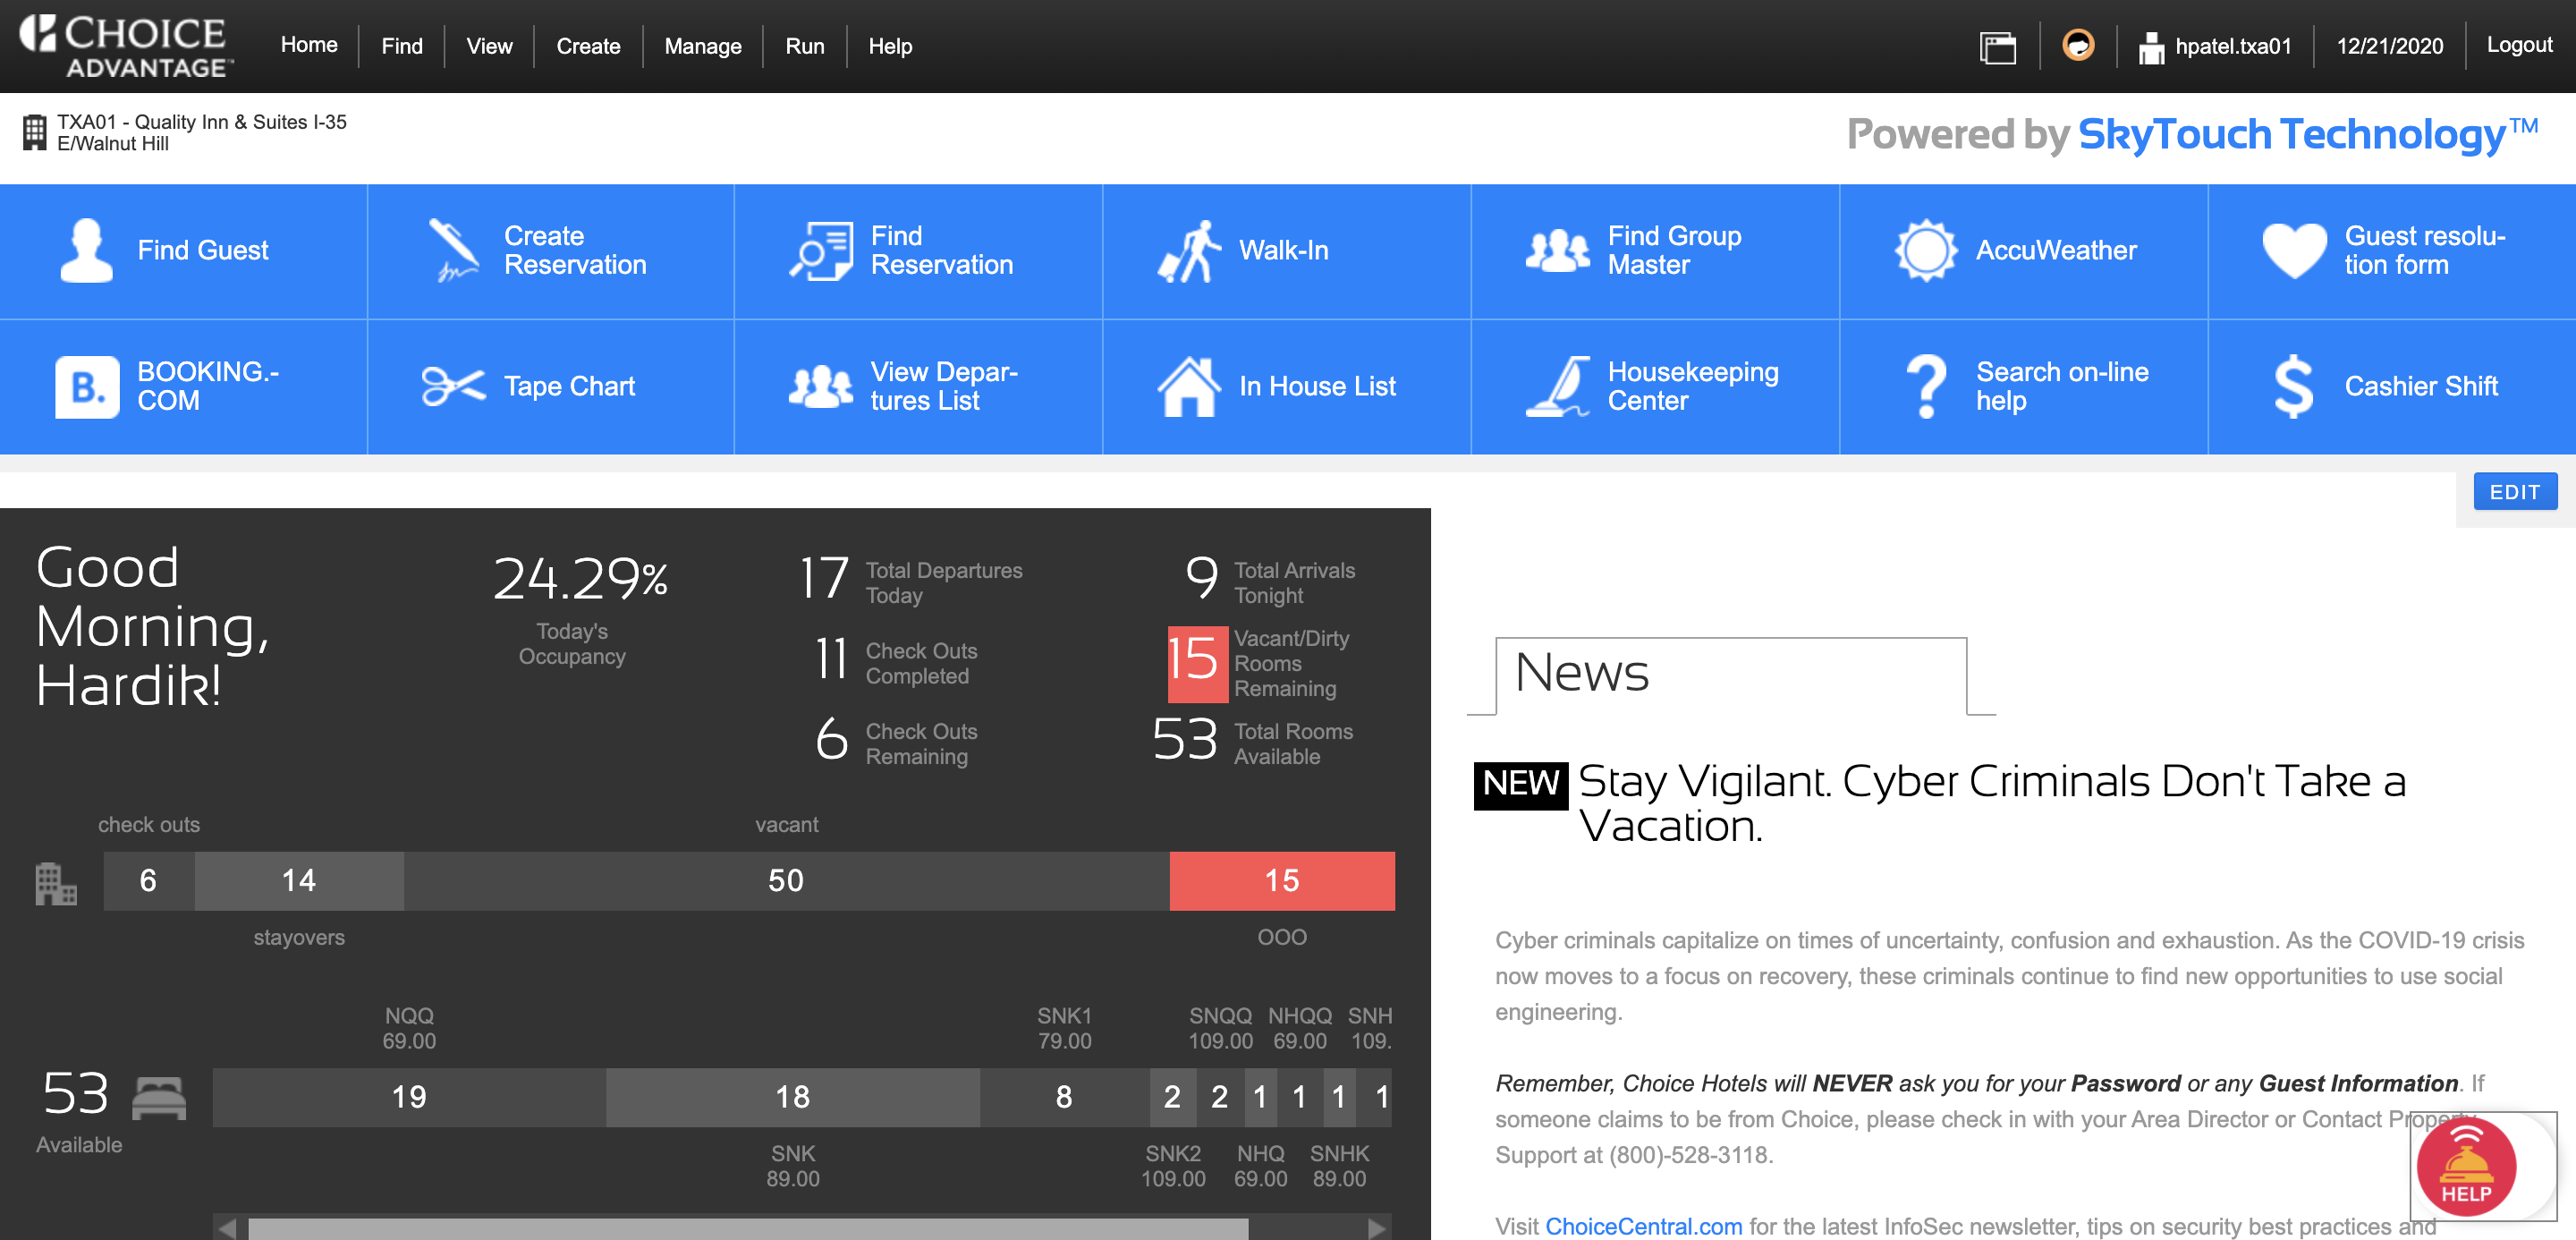 CHOICE
ADVANTAGE™
Home
Find
View
Create
Manage
Run
Help
hpatel.txa01
12/21/2020
Logout
TXA01 - Quality Inn & Suites I-35
E/Walnut Hill
Powered by SkyTouch Technology™
Find Guest
Create
Reservation
Find
Reservation
Walk-In
Find Group
Master
AccuWeather
Guest resolu-
tion form
B.
BOOKING.-
COM
Tape Chart
View Depar-
tures List
In House List
Housekeeping
Center
Search on-line
help
Cashier Shift
EDIT
Good
Morning,
Hardik!
24.29%
Today's
Occupancy
17
Total Departures
Today
11
Check Outs
Completed
6
Check Outs
Remaining
9
Total Arrivals
Tonight
15
Vacant/Dirty
Rooms
Remaining
53
Total Rooms
Available
check outs
vacant
6
14
50
15
stayovers
OOO
NQQ
69.00
SNK1
79.00
SNQQ
109.00
NHQQ
69.00
SNH
109.
53
Available
19
18
8
2
2
1
1
1
1
SNK
89.00
SNK2
109.00
NHQ
69.00
SNHK
89.00
News
NEW
Stay Vigilant. Cyber Criminals Don't Take a
Vacation.
Cyber criminals capitalize on times of uncertainty, confusion and exhaustion. As the COVID-19 crisis
now moves to a focus on recovery, these criminals continue to find new opportunities to use social
engineering.
Remember, Choice Hotels will NEVER ask you for your Password or any Guest Information. If
someone claims to be from Choice, please check in with your Area Director or Contact Property
Support at (800)-528-3118.
Visit ChoiceCentral.com for the latest InfoSec newsletter, tips on security best practices and
HELP